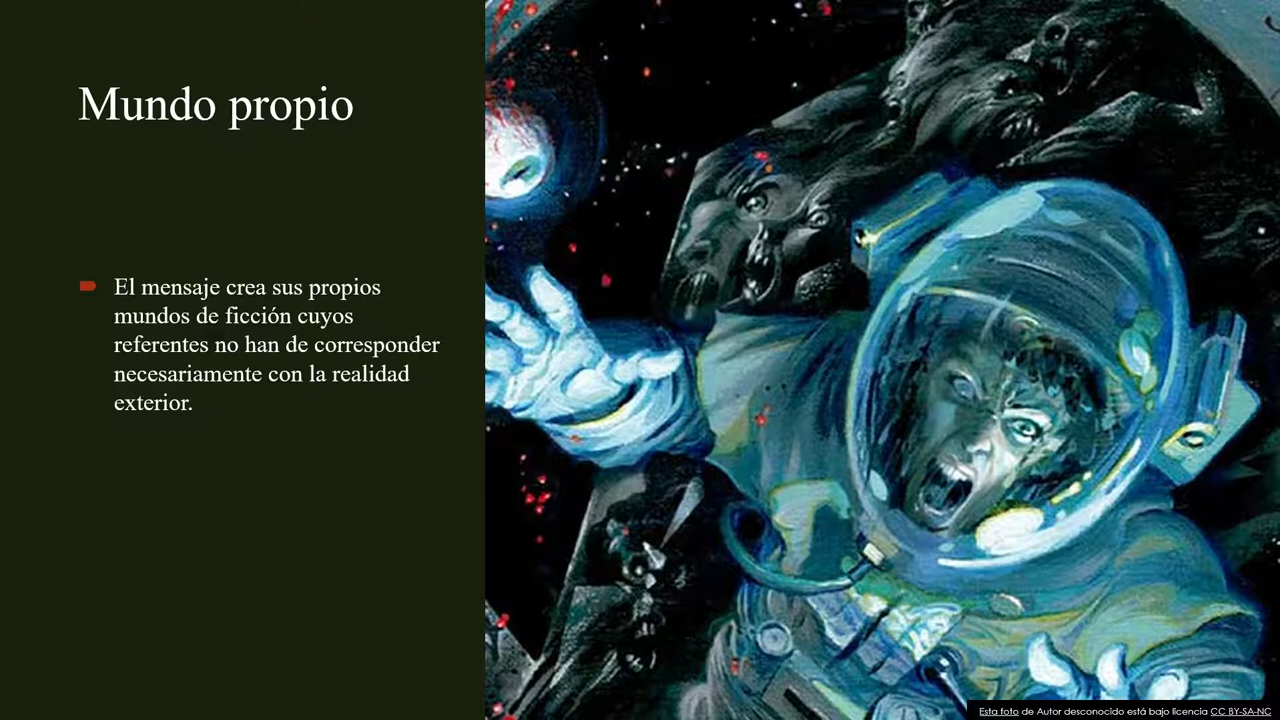 Mundo propio
El mensaje crea sus propios
mundos de ficción cuyos
referentes no han de corresponder
necesariamente con la realidad
exterior.
Esta foto de Autor desconocido está bajo licencia CC BY-SA-NC